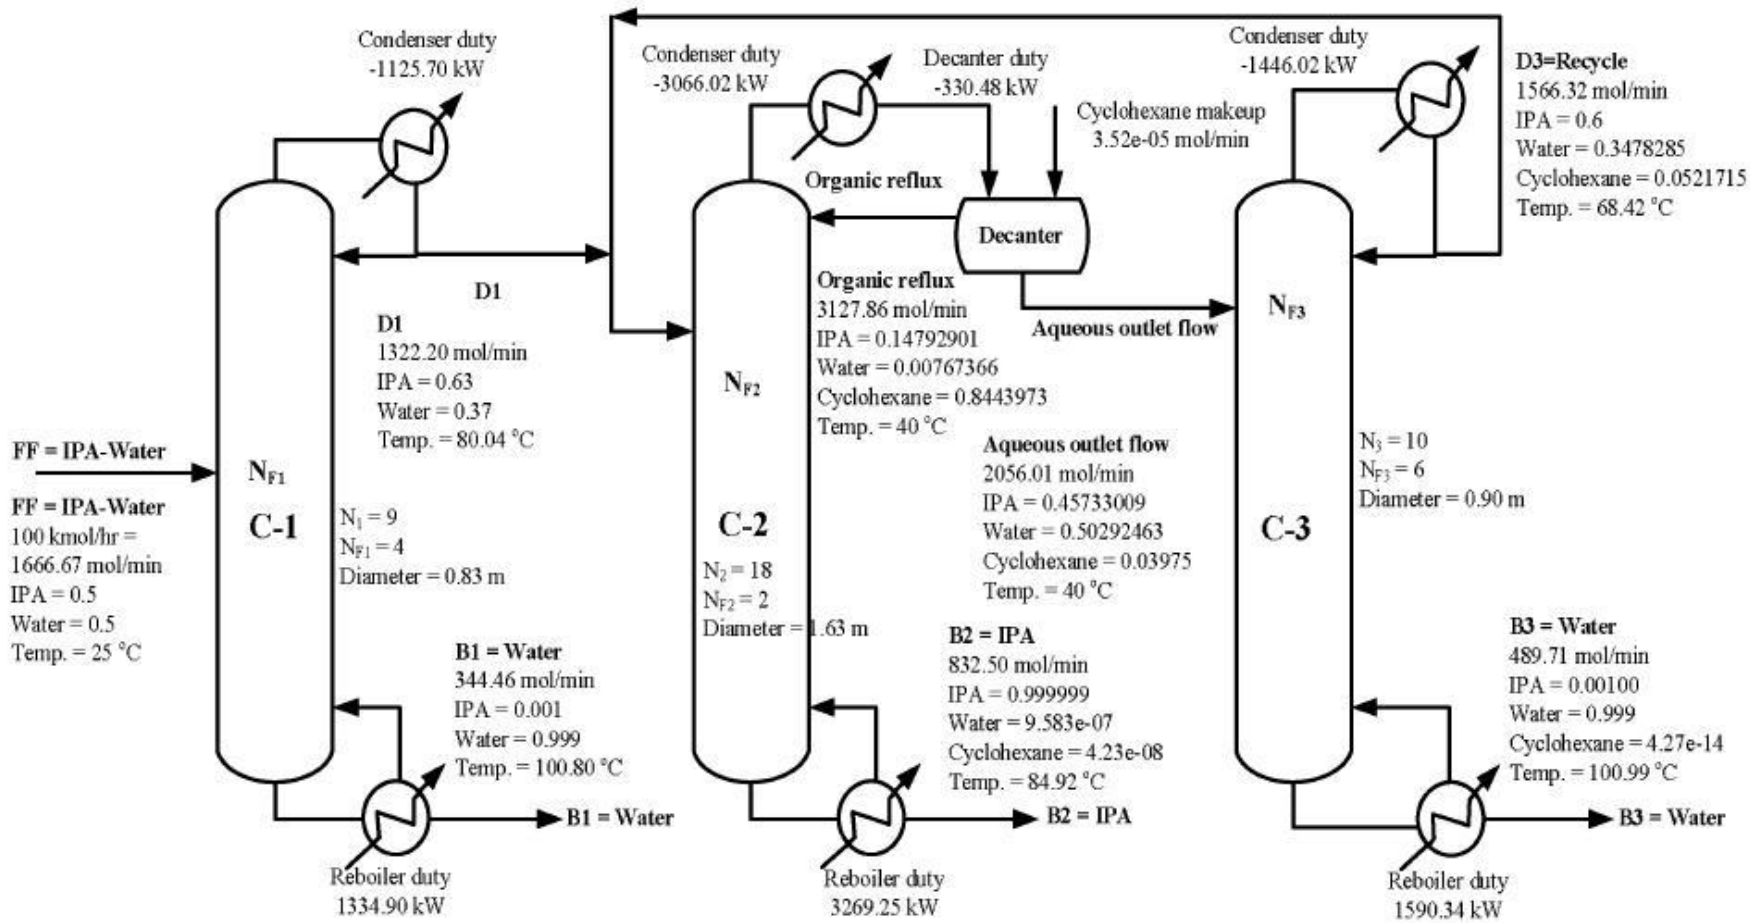 Condenser duty
-1125.70 kW
Condenser duty
-3066.02 kW
Decanter duty
-330.48 kW
Cyclohexane makeup
3.52e-05 mol/min
Condenser duty
-1446.02 kW
D3=Recycle
1566.32 mol/min
IPA = 0.6
Water = 0.3478285
Cyclohexane = 0.0521715
Temp. = 68.42 °C
Organic reflux
Decanter
D1
D1
1322.20 mol/min
IPA = 0.63
Water = 0.37
Temp. = 80.04 °C
Organic reflux
3127.86 mol/min
IPA = 0.14792901
Water = 0.00767366
Cyclohexane = 0.8443973
Temp. = 40 °C
Aqueous outlet flow
Aqueous outlet flow
2056.01 mol/min
IPA = 0.45733009
Water = 0.50292463
Cyclohexane = 0.03975
Temp. = 40 °C
FF = IPA-Water
FF = IPA-Water
100 kmol/hr =
1666.67 mol/min
IPA = 0.5
Water = 0.5
Temp. = 25 °C
NF1
C-1
N1 = 9
NF1 = 4
Diameter = 0.83 m
NF2
C-2
N2 = 18
NF2 = 2
Diameter = 1.63 m
NF3
C-3
N3 = 10
NF3 = 6
Diameter = 0.90 m
B1 = Water
344.46 mol/min
IPA = 0.001
Water = 0.999
Temp. = 100.80 °C
B1 = Water
Reboiler duty
1334.90 kW
B2 = IPA
832.50 mol/min
IPA = 0.999999
Water = 9.583e-07
Cyclohexane = 4.23e-08
Temp. = 84.92 °C
B2 = IPA
Reboiler duty
3269.25 kW
B3 = Water
489.71 mol/min
IPA = 0.00100
Water = 0.999
Cyclohexane = 4.27e-14
Temp. = 100.99 °C
B3 = Water
Reboiler duty
1590.34 kW